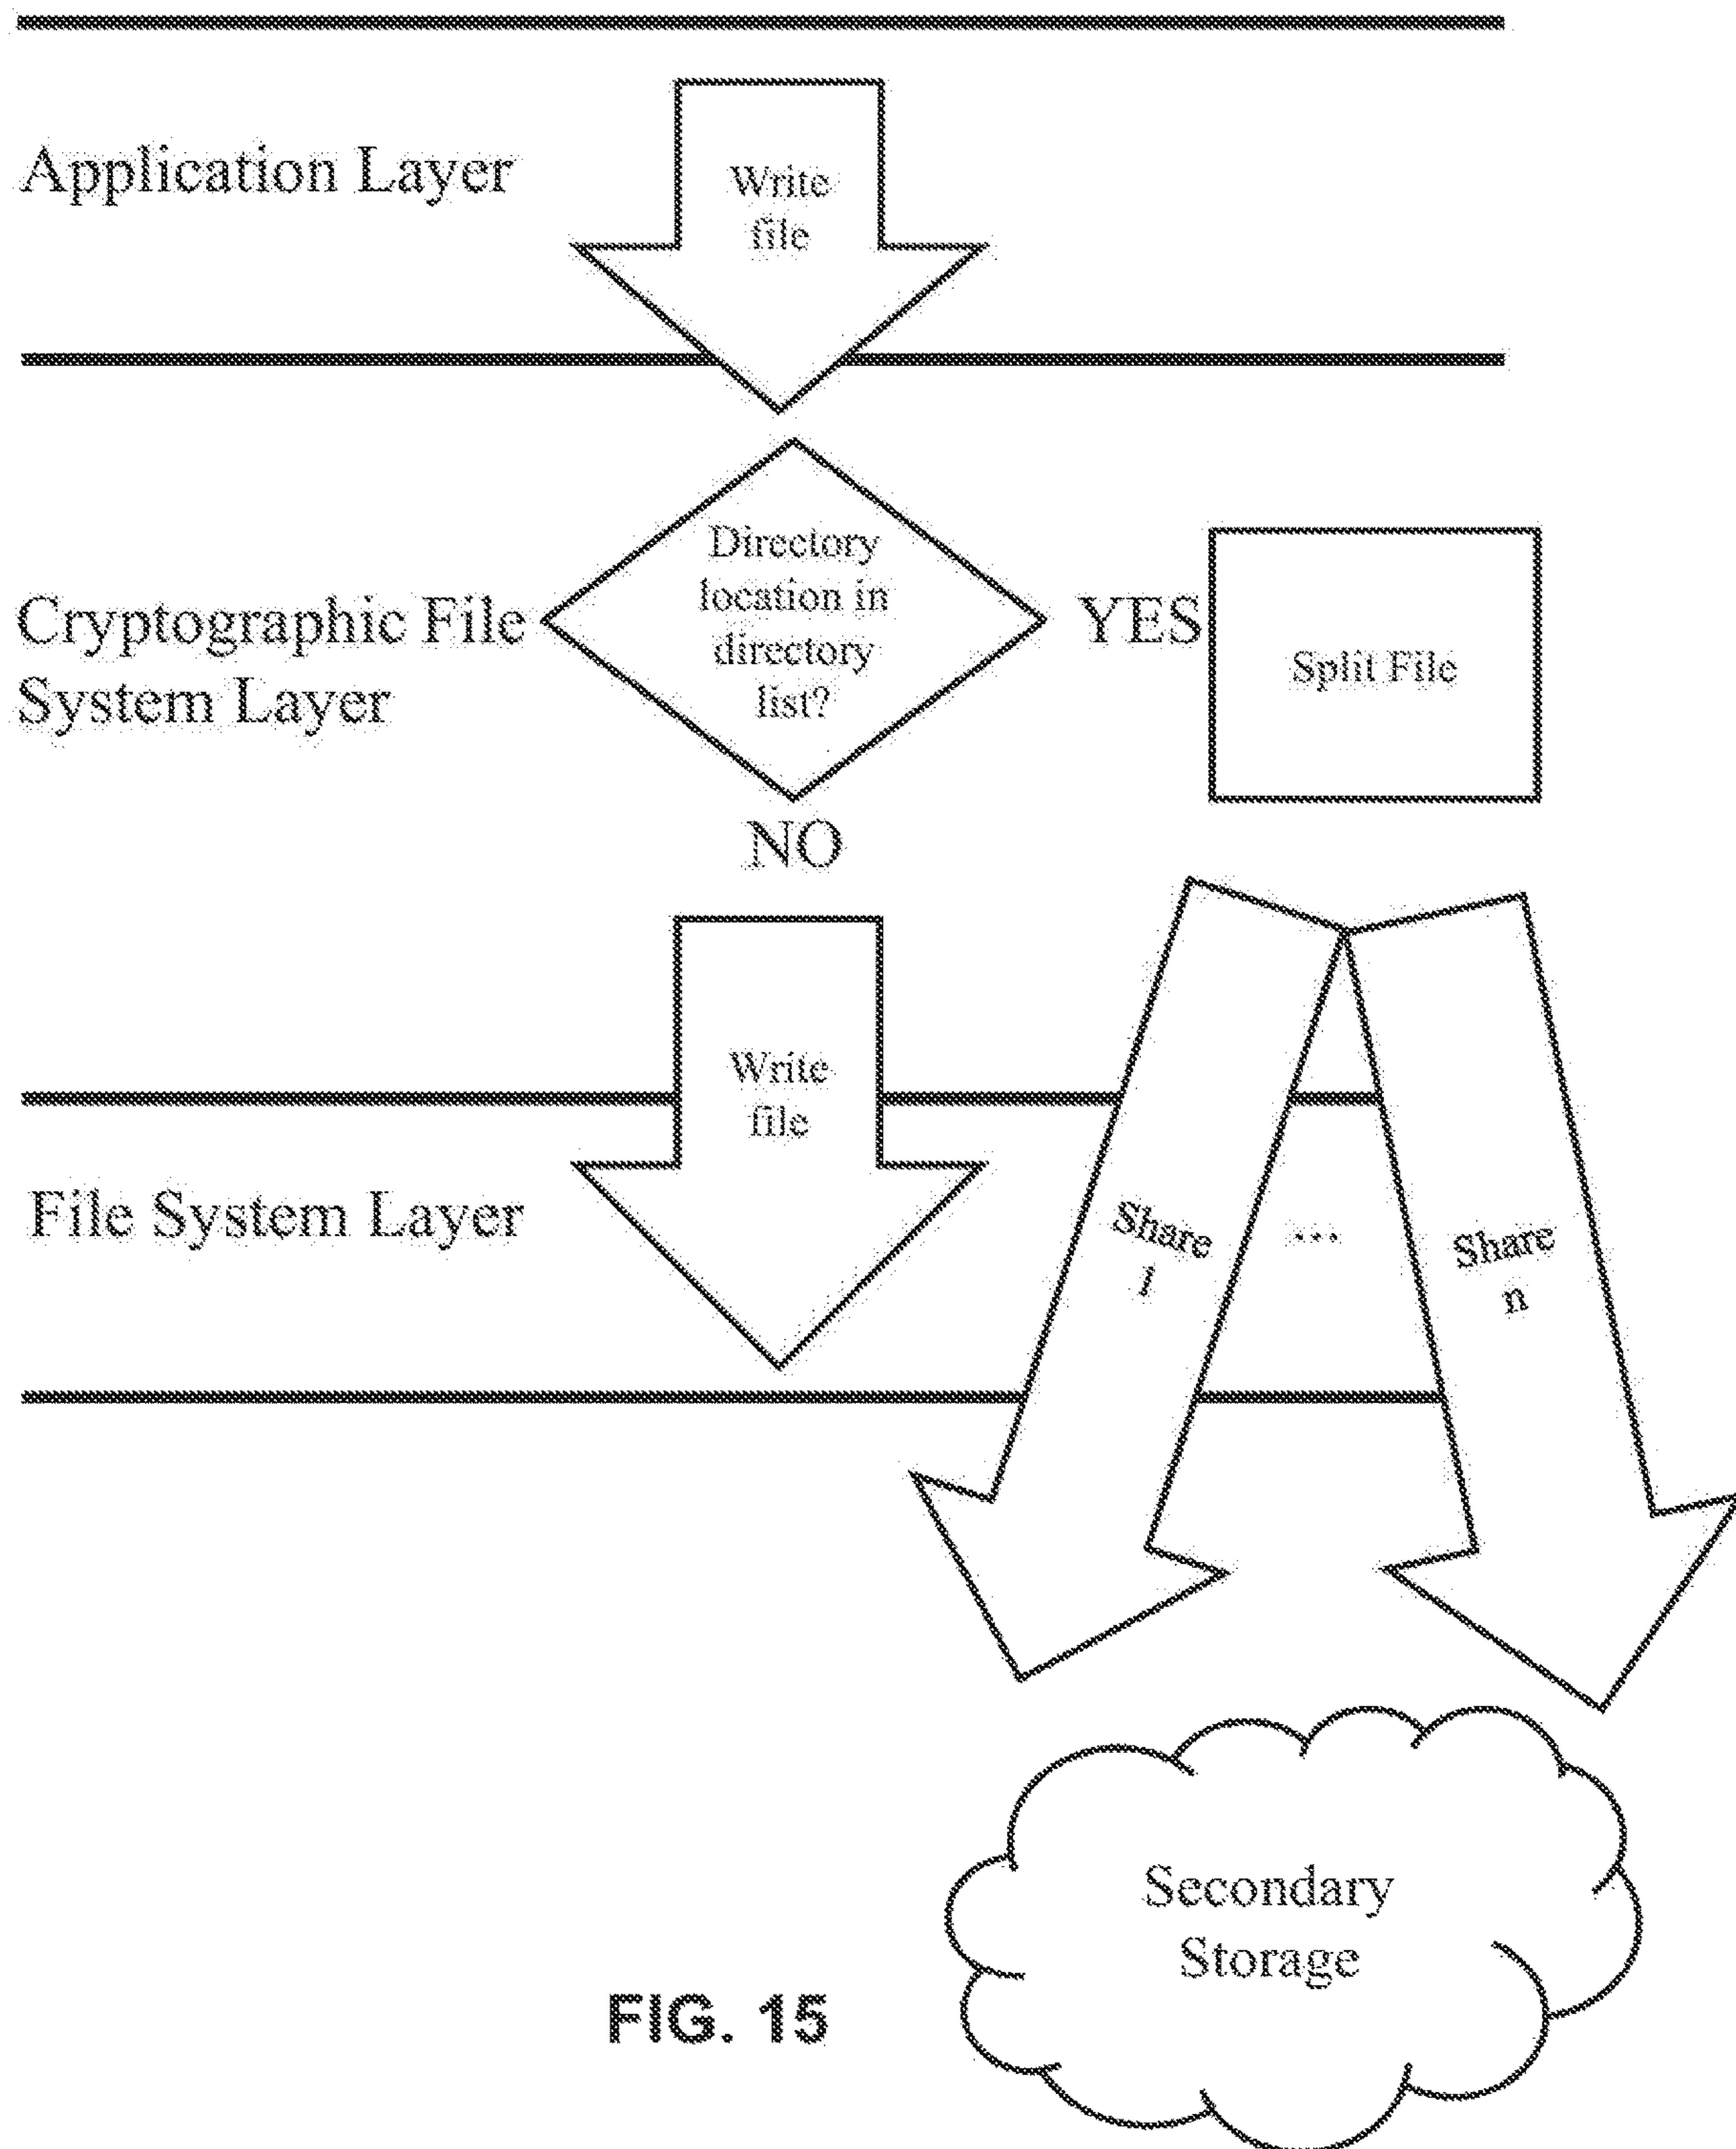 Application Layer
Write
file
Directory
location in
directory
list?
Cryptographic File
System Layer
YES
Split File
NO
Write
file
File System Layer
Share
1
...
Share
n
Secondary
Storage
FIG. 15